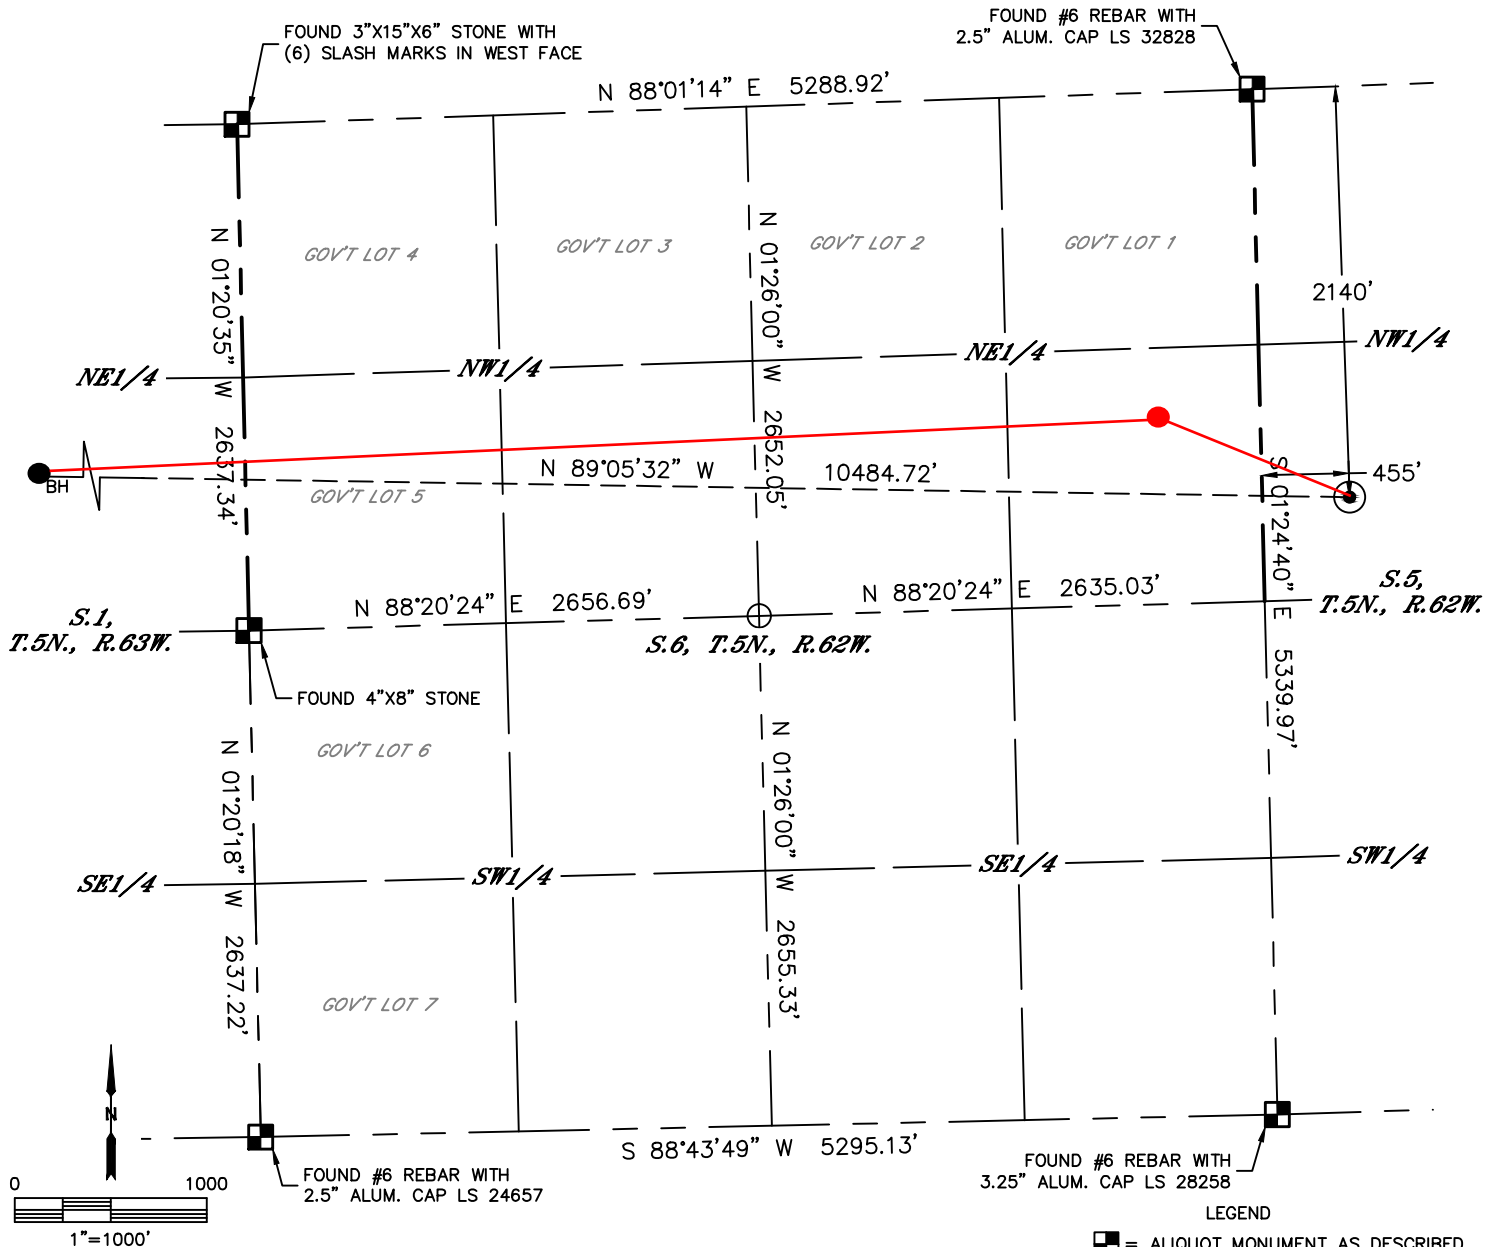 FOUND 3"X15"X6" STONE WITH
(6) SLASH MARKS IN WEST FACE
FOUND #6 REBAR WITH
2.5" ALUM. CAP LS 32828
N 88°01'14" E 5288.92'
GOV'T LOT 4
GOV'T LOT 3
GOV'T LOT 2
GOV'T LOT 1
N 01°20'35" W 2637.34'
N 01°26'00" W 2652.05'
2140'
NE1/4
NW1/4
NE1/4
NW1/4
BH
N 89°05'32" W 10484.72'
455'
GOV'T LOT 5
S 01°24'40" E 5339.97'
S.1,
T.5N., R.63W.
N 88°20'24" E 2656.69'
N 88°20'24" E 2635.03'
S.5,
T.5N., R.62W.
S.6, T.5N., R.62W.
FOUND 4"X8" STONE
GOV'T LOT 6
N 01°20'18" W 2637.22'
N 01°26'00" W 2655.33'
SE1/4
SW1/4
SE1/4
SW1/4
GOV'T LOT 7
N
S 88°43'49" W 5295.13'
FOUND #6 REBAR WITH
2.5" ALUM. CAP LS 24657
FOUND #6 REBAR WITH
3.25" ALUM. CAP LS 28258
0 1000
1"=1000'
LEGEND
= ALIQUOT MONUMENT AS DESCRIBED